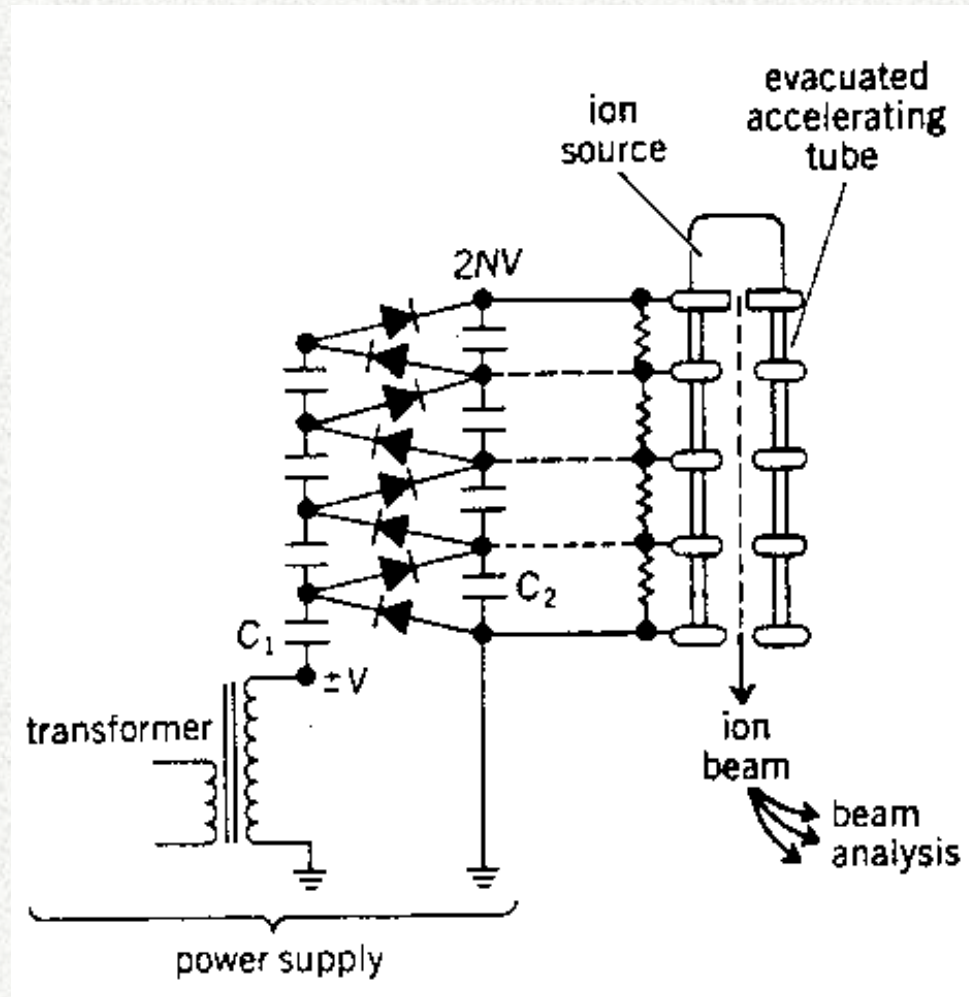 evacuated
accelerating
tube
ion
source
2NV
C₂
C₁
±V
transformer
ion
beam
beam
analysis
power supply